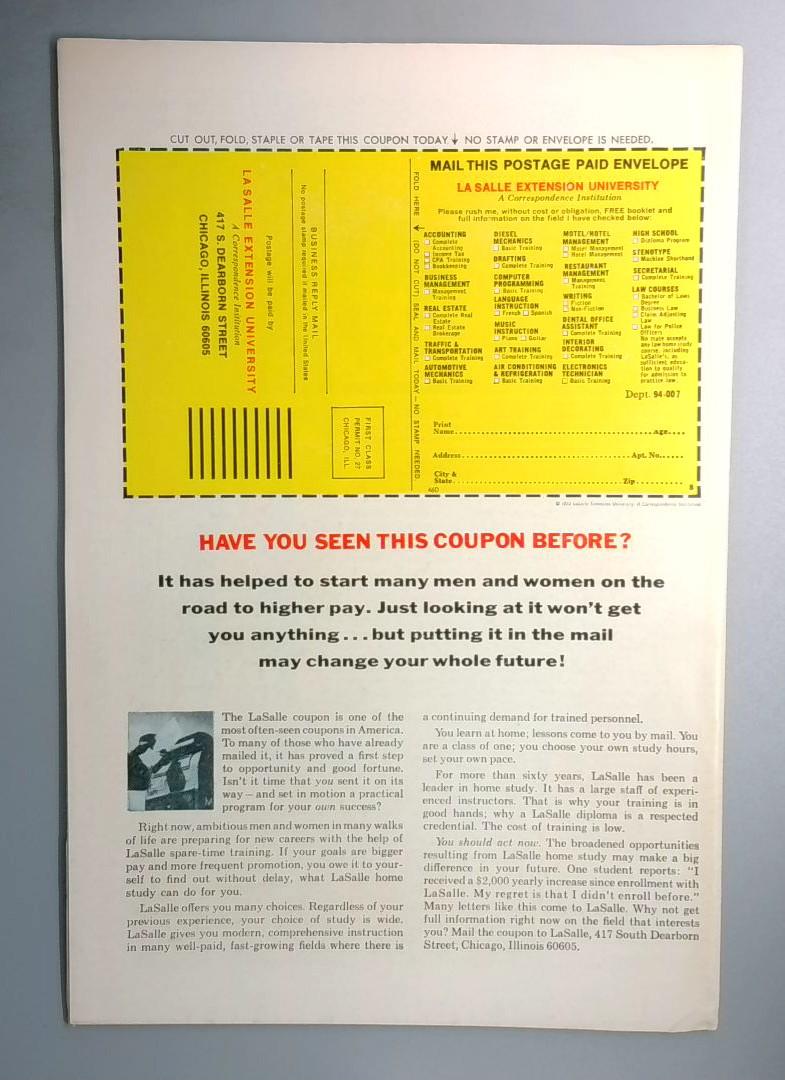 CUT OUT, FOLD, STAPLE OR TAPE THIS COUPON TODAY NO STAMP OR ENVELOPE IS NEEDED.
LA SALLE EXTENSION UNIVERSITY
A Correspondence Institution
417 S. DEARBORN STREET
CHICAGO, ILLINOIS 60605
Postage will be paid by
BUSINESS REPLY MAIL
No postage stamp required if mailed in the United States
FIRST CLASS
PERMIT NO. 27
CHICAGO, ILL.
FOLD HERE (DO NOT CUT) SEAL AND MAIL TODAY — NO STAMP NEEDED.
MAIL THIS POSTAGE PAID ENVELOPE
LA SALLE EXTENSION UNIVERSITY
A Correspondence Institution
Please rush me, without cost or obligation, FREE booklet and
full information on the field I have checked below:
ACCOUNTING
Complete
Accounting
Income Tax
CPA Training
Bookkeeping
BUSINESS
MANAGEMENT
Management
Training
REAL ESTATE
Complete Real
Estate
Real Estate
Brokerage
TRAFFIC &
TRANSPORTATION
Complete Training
AUTOMOTIVE
MECHANICS
Basic Training
DIESEL
MECHANICS
Basic Training
DRAFTING
Complete Training
COMPUTER
PROGRAMMING
Basic Training
LANGUAGE
INSTRUCTION
French Spanish
MUSIC
INSTRUCTION
Piano Guitar
ART TRAINING
Complete Training
AIR CONDITIONING
& REFRIGERATION
Basic Training
MOTEL/HOTEL
MANAGEMENT
Motel Management
Hotel Management
RESTAURANT
MANAGEMENT
Management
Training
WRITING
Fiction
Non-Fiction
DENTAL OFFICE
ASSISTANT
Complete Training
INTERIOR
DECORATING
Complete Training
ELECTRONICS
TECHNICIAN
Basic Training
HIGH SCHOOL
Diploma Program
STENOTYPE
Machine Shorthand
SECRETARIAL
Complete Training
LAW COURSES
Bachelor of Laws
Degree
Business Law
Claim Adjusting
Law
Law for Police
Officers
No state accepts
any law home study
course, including
LaSalle's, as
sufficient educa-
tion to qualify
for admission to
practice law.
Dept. 94-007
Print
Name Age
Address Apt. No.
City &
State Zip
46D 8
HAVE YOU SEEN THIS COUPON BEFORE?
It has helped to start many men and women on the
road to higher pay. Just looking at it won't get
you anything...but putting it in the mail
may change your whole future!
The LaSalle coupon is one of the
most often-seen coupons in America.
To many of those who have already
mailed it, it has proved a first step
to opportunity and good fortune.
Isn't it time that you sent it on its
way — and set in motion a practical
program for your own success?
Right now, ambitious men and women in many walks
of life are preparing for new careers with the help of
LaSalle spare-time training. If your goals are bigger
pay and more frequent promotion, you owe it to your-
self to find out without delay, what LaSalle home
study can do for you.
LaSalle offers you many choices. Regardless of your
previous experience, your choice of study is wide.
LaSalle gives you modern, comprehensive instruction
in many well-paid, fast-growing fields where there is
a continuing demand for trained personnel.
You learn at home; lessons come to you by mail. You
are a class of one; you choose your own study hours,
set your own pace.
For more than sixty years, LaSalle has been a
leader in home study. It has a large staff of experi-
enced instructors. That is why your training is in
good hands; why a LaSalle diploma is a respected
credential. The cost of training is low.
You should act now. The broadened opportunities
resulting from LaSalle home study may make a big
difference in your future. One student reports: "I
received a $2,000 yearly increase since enrollment with
LaSalle. My regret is that I didn't enroll before."
Many letters like this come to LaSalle. Why not get
full information right now on the field that interests
you? Mail the coupon to LaSalle, 417 South Dearborn
Street, Chicago, Illinois 60605.